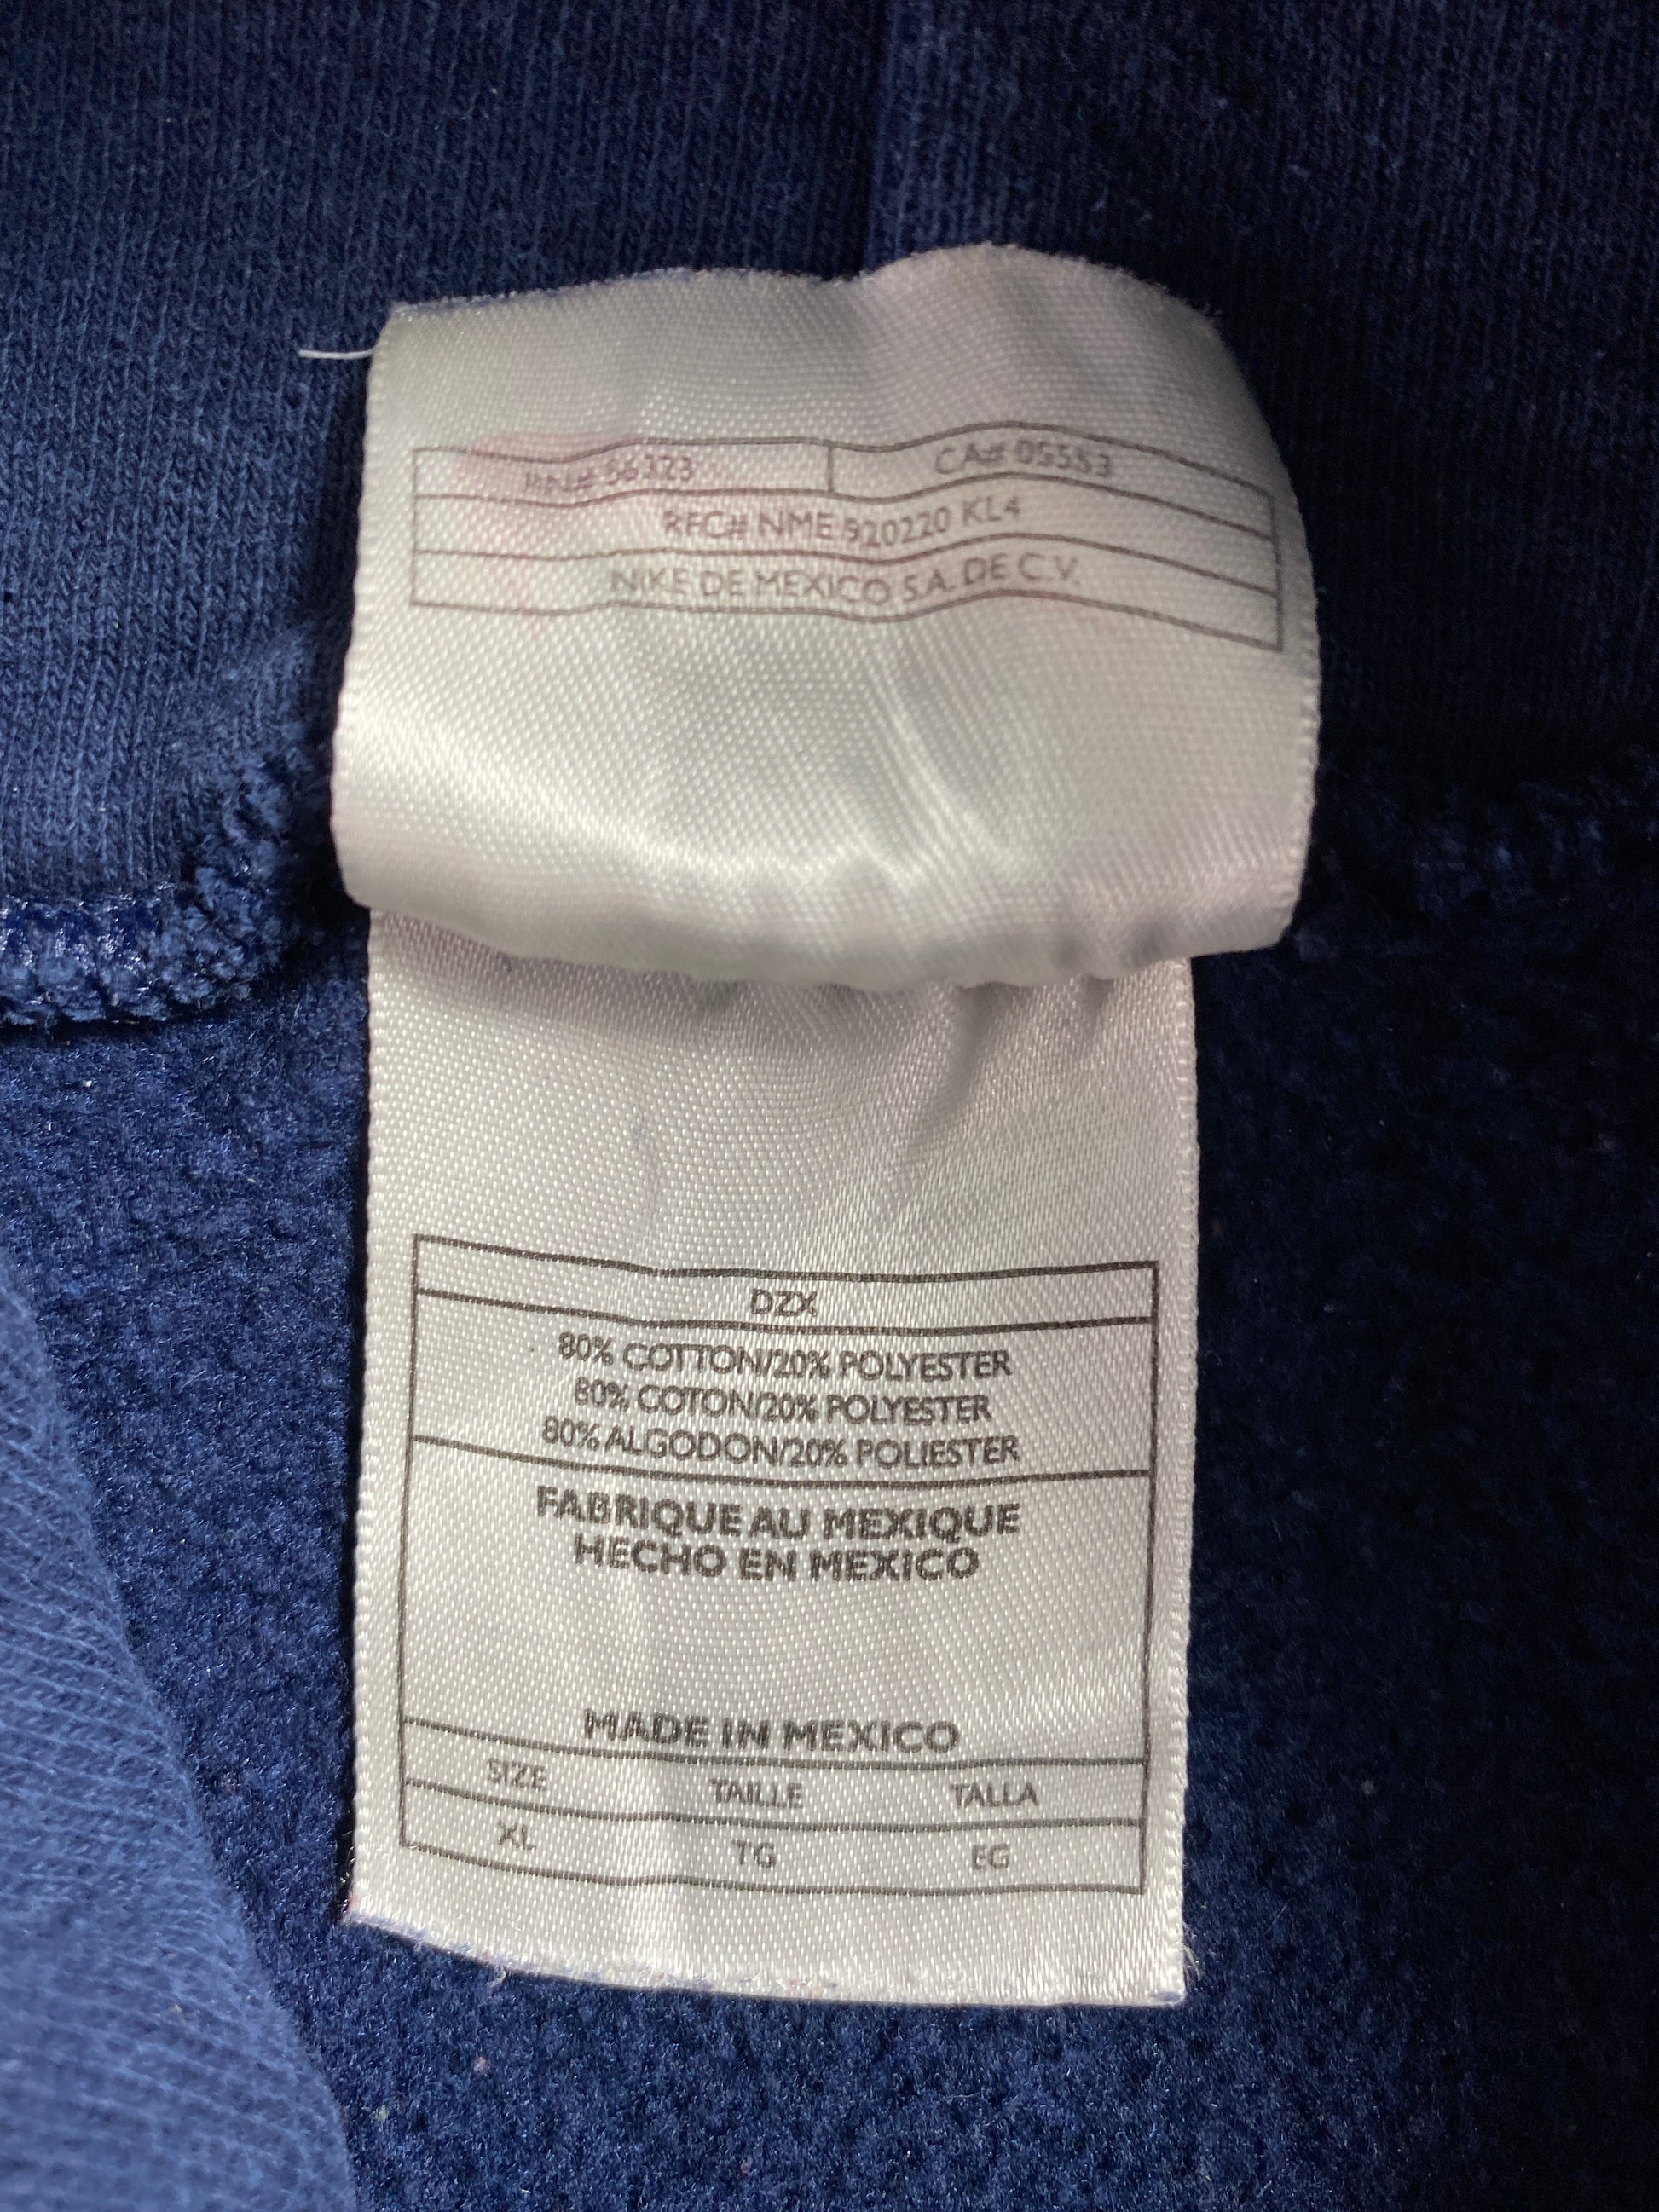 RN# 56323 CA# 05553
RFC# NME 920220 KL4
NIKE DE MEXICO S.A. DE C.V.
DZX
80% COTTON/20% POLYESTER
80% COTON/20% POLYESTER
80% ALGODON/20% POLIESTER
FABRIQUE AU MEXIQUE
HECHO EN MEXICO
MADE IN MEXICO
SIZE TAILLE TALLA
XL TG EG